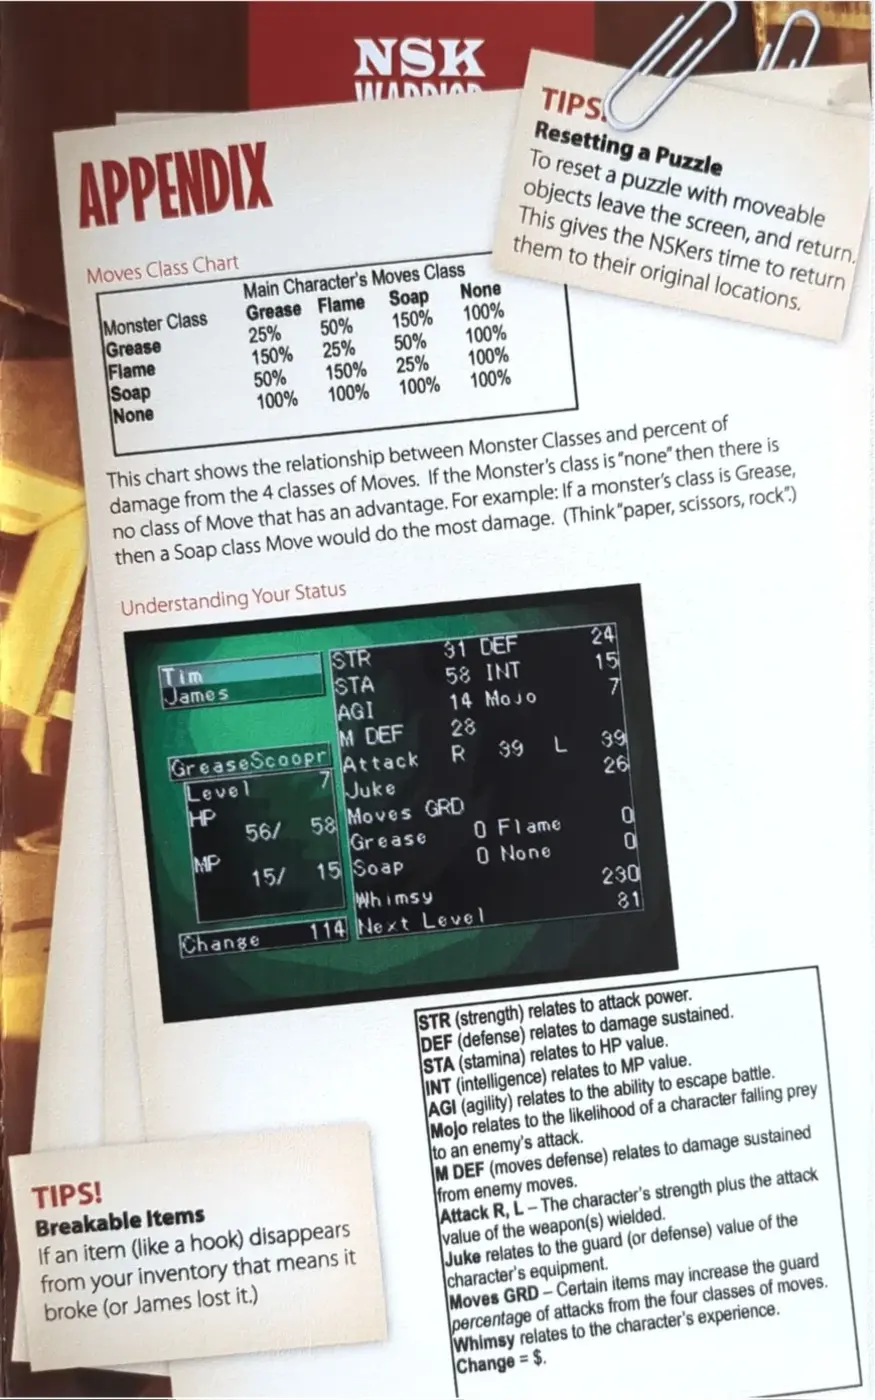 NSK
WARRIOR
TIPS!
Resetting a Puzzle
To reset a puzzle with moveable
objects leave the screen, and return.
This gives the NSKers time to return
them to their original locations.
APPENDIX
Moves Class Chart
Main Character's Moves Class
Monster Class Grease Flame Soap None
Grease 25% 50% 150% 100%
Flame 150% 25% 50% 100%
Soap 50% 150% 25% 100%
None 100% 100% 100% 100%
This chart shows the relationship between Monster Classes and percent of
damage from the 4 classes of Moves. If the Monster's class is "none" then there is
no class of Move that has an advantage. For example: If a monster's class is Grease,
then a Soap class Move would do the most damage. (Think "paper, scissors, rock".)
Understanding Your Status
Tim
James
GreaseScoopr
Level 7
HP
56/ 58
MP
15/ 15
Change 114
STR 31 DEF 24
STA 58 INT 15
AGI 14 Mojo 7
M DEF 28
Attack R 39 L 39
Juke 26
Moves GRD
Grease 0 Flame 0
Soap 0 None 0
Whimsy 230
Next Level 81
STR (strength) relates to attack power.
DEF (defense) relates to damage sustained.
STA (stamina) relates to HP value.
INT (intelligence) relates to MP value.
AGI (agility) relates to the ability to escape battle.
Mojo relates to the likelihood of a character falling prey
to an enemy's attack.
M DEF (moves defense) relates to damage sustained
from enemy moves.
Attack R, L – The character's strength plus the attack
value of the weapon(s) wielded.
Juke relates to the guard (or defense) value of the
character's equipment.
Moves GRD – Certain items may increase the guard
percentage of attacks from the four classes of moves.
Whimsy relates to the character's experience.
Change = $.
TIPS!
Breakable Items
If an item (like a hook) disappears
from your inventory that means it
broke (or James lost it.)